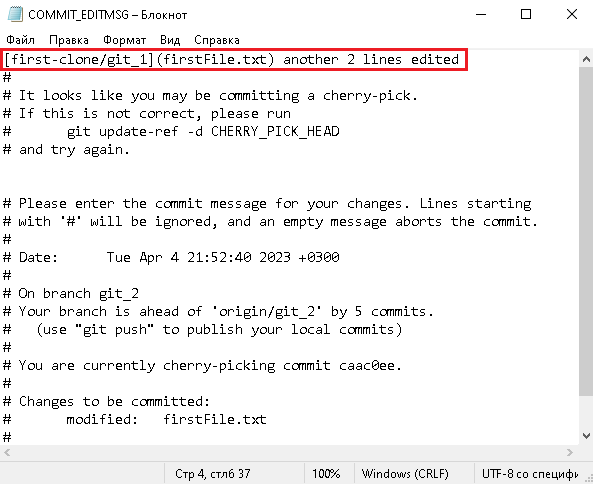 COMMIT_EDITMSG – Блокнот
Файл Правка Формат Вид Справка
[first-clone/git_1](firstFile.txt) another 2 lines edited
#
# It looks like you may be committing a cherry-pick.
# If this is not correct, please run
#       git update-ref -d CHERRY_PICK_HEAD
# and try again.
# Please enter the commit message for your changes. Lines starting
# with '#' will be ignored, and an empty message aborts the commit.
#
# Date:      Tue Apr 4 21:52:40 2023 +0300
#
# On branch git_2
# Your branch is ahead of 'origin/git_2' by 5 commits.
#   (use "git push" to publish your local commits)
#
# You are currently cherry-picking commit caac0ee.
#
# Changes to be committed:
#       modified:   firstFile.txt
#
Стр 4, стлб 37 100% Windows (CRLF) UTF-8 со специфи